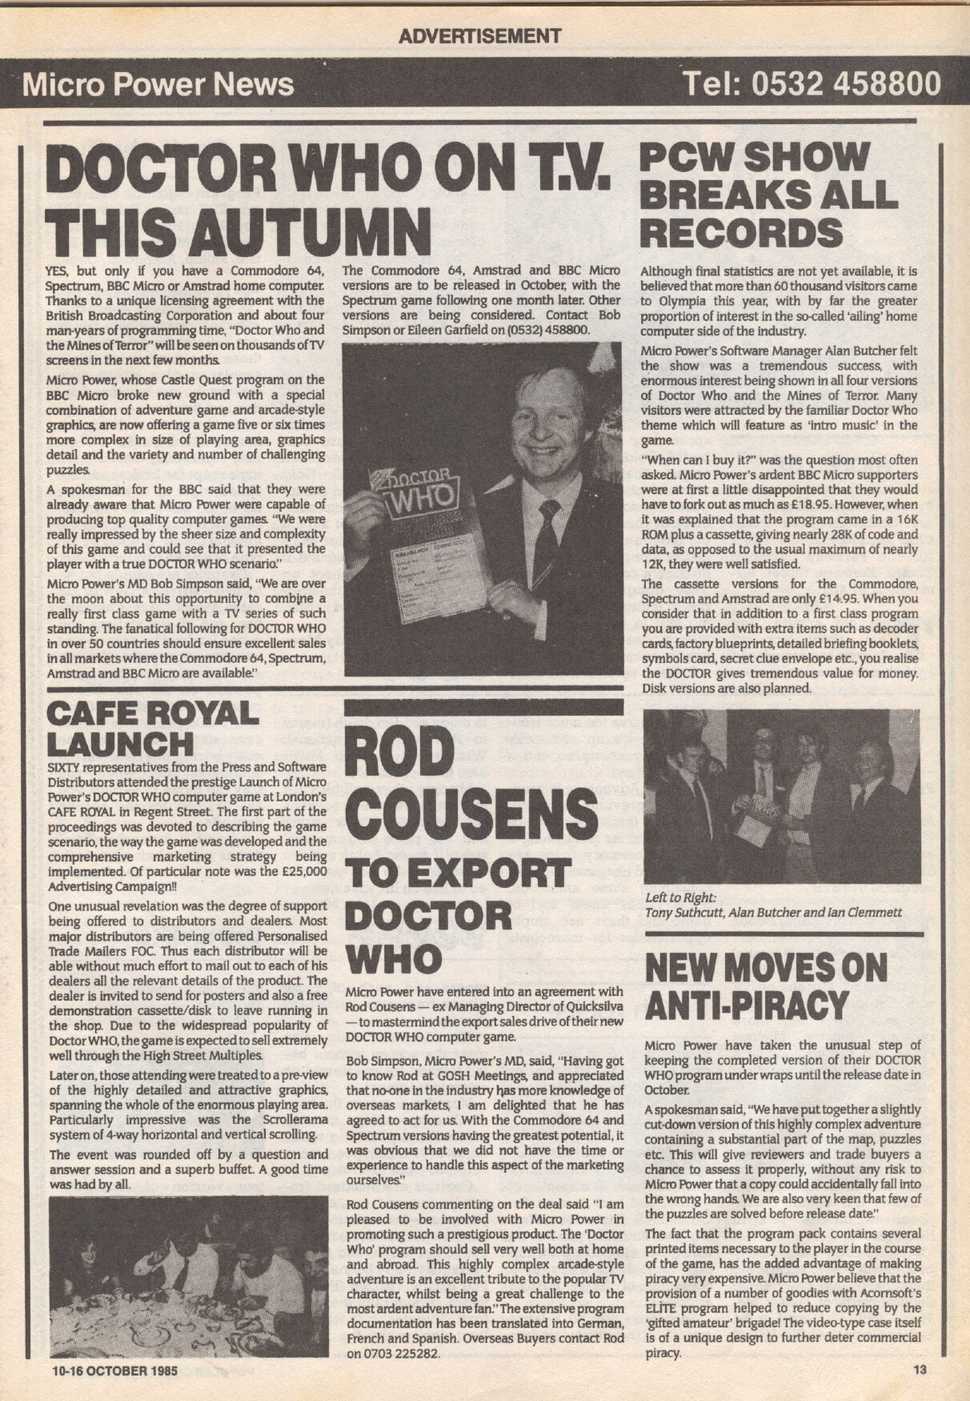 ADVERTISEMENT
Micro Power News
Tel: 0532 458800
DOCTOR WHO ON T.V.
THIS AUTUMN
YES, but only if you have a Commodore 64,
Spectrum, BBC Micro or Amstrad home computer.
Thanks to a unique licensing agreement with the
British Broadcasting Corporation and about four
man-years of programming time, "Doctor Who and
the Mines of Terror" will be seen on thousands of TV
screens in the next few months.
Micro Power, whose Castle Quest program on the
BBC Micro broke new ground with a special
combination of adventure game and arcade-style
graphics, are now offering a game five or six times
more complex in size of playing area, graphics
detail and the variety and number of challenging
puzzles.
A spokesman for the BBC said that they were
already aware that Micro Power were capable of
producing top quality computer games. "We were
really impressed by the sheer size and complexity
of this game and could see that it presented the
player with a true DOCTOR WHO scenario."
Micro Power's MD Bob Simpson said, "We are over
the moon about this opportunity to combine a
really first class game with a TV series of such
standing. The fanatical following for DOCTOR WHO
in over 50 countries should ensure excellent sales
in all markets where the Commodore 64, Spectrum,
Amstrad and BBC Micro are available."
The Commodore 64, Amstrad and BBC Micro
versions are to be released in October, with the
Spectrum game following one month later. Other
versions are being considered. Contact Bob
Simpson or Eileen Garfield on (0532) 458800.
DOCTOR
WHO
CAFE ROYAL
LAUNCH
SIXTY representatives from the Press and Software
Distributors attended the prestige Launch of Micro
Power's DOCTOR WHO computer game at London's
CAFE ROYAL in Regent Street. The first part of the
proceedings was devoted to describing the game
scenario, the way the game was developed and the
comprehensive marketing strategy being
implemented. Of particular note was the £25,000
Advertising Campaign!!
One unusual revelation was the degree of support
being offered to distributors and dealers. Most
major distributors are being offered Personalised
Trade Mailers FOC. Thus each distributor will be
able without much effort to mail out to each of his
dealers all the relevant details of the product. The
dealer is invited to send for posters and also a free
demonstration cassette/disk to leave running in
the shop. Due to the widespread popularity of
Doctor WHO, the game is expected to sell extremely
well through the High Street Multiples.
Later on, those attending were treated to a pre-view
of the highly detailed and attractive graphics,
spanning the whole of the enormous playing area.
Particularly impressive was the Scrollerama
system of 4-way horizontal and vertical scrolling.
The event was rounded off by a question and
answer session and a superb buffet. A good time
was had by all.
ROD
COUSENS
TO EXPORT
DOCTOR
WHO
Micro Power have entered into an agreement with
Rod Cousens — ex Managing Director of Quicksilva
— to mastermind the export sales drive of their new
DOCTOR WHO computer game.
Bob Simpson, Micro Power's MD, said, "Having got
to know Rod at GOSH Meetings, and appreciated
that no-one in the industry has more knowledge of
overseas markets, I am delighted that he has
agreed to act for us. With the Commodore 64 and
Spectrum versions having the greatest potential, it
was obvious that we did not have the time or
experience to handle this aspect of the marketing
ourselves."
Rod Cousens commenting on the deal said "I am
pleased to be involved with Micro Power in
promoting such a prestigious product. The 'Doctor
Who' program should sell very well both at home
and abroad. This highly complex arcade-style
adventure is an excellent tribute to the popular TV
character, whilst being a great challenge to the
most ardent adventure fan." The extensive program
documentation has been translated into German,
French and Spanish. Overseas Buyers contact Rod
on 0703 225282.
PCW SHOW
BREAKS ALL
RECORDS
Although final statistics are not yet available, it is
believed that more than 60 thousand visitors came
to Olympia this year, with by far the greater
proportion of interest in the so-called 'ailing' home
computer side of the industry.
Micro Power's Software Manager Alan Butcher felt
the show was a tremendous success, with
enormous interest being shown in all four versions
of Doctor Who and the Mines of Terror. Many
visitors were attracted by the familiar Doctor Who
theme which will feature as 'intro music' in the
game.
"When can I buy it?" was the question most often
asked. Micro Power's ardent BBC Micro supporters
were at first a little disappointed that they would
have to fork out as much as £18.95. However, when
it was explained that the program came in a 16K
ROM plus a cassette, giving nearly 28K of code and
data, as opposed to the usual maximum of nearly
12K, they were well satisfied.
The cassette versions for the Commodore,
Spectrum and Amstrad are only £14.95. When you
consider that in addition to a first class program
you are provided with extra items such as decoder
cards, factory blueprints, detailed briefing booklets,
symbols card, secret clue envelope etc., you realise
the DOCTOR gives tremendous value for money.
Disk versions are also planned.
Left to Right:
Tony Suthcutt, Alan Butcher and Ian Clemmett
NEW MOVES ON
ANTI-PIRACY
Micro Power have taken the unusual step of
keeping the completed version of their DOCTOR
WHO program under wraps until the release date in
October.
A spokesman said, "We have put together a slightly
cut-down version of this highly complex adventure
containing a substantial part of the map, puzzles
etc. This will give reviewers and trade buyers a
chance to assess it properly, without any risk to
Micro Power that a copy could accidentally fall into
the wrong hands. We are also very keen that few of
the puzzles are solved before release date."
The fact that the program pack contains several
printed items necessary to the player in the course
of the game, has the added advantage of making
piracy very expensive. Micro Power believe that the
provision of a number of goodies with Acornsoft's
ELITE program helped to reduce copying by the
'gifted amateur' brigade! The video-type case itself
is of a unique design to further deter commercial
piracy.
10-16 OCTOBER 1985
13